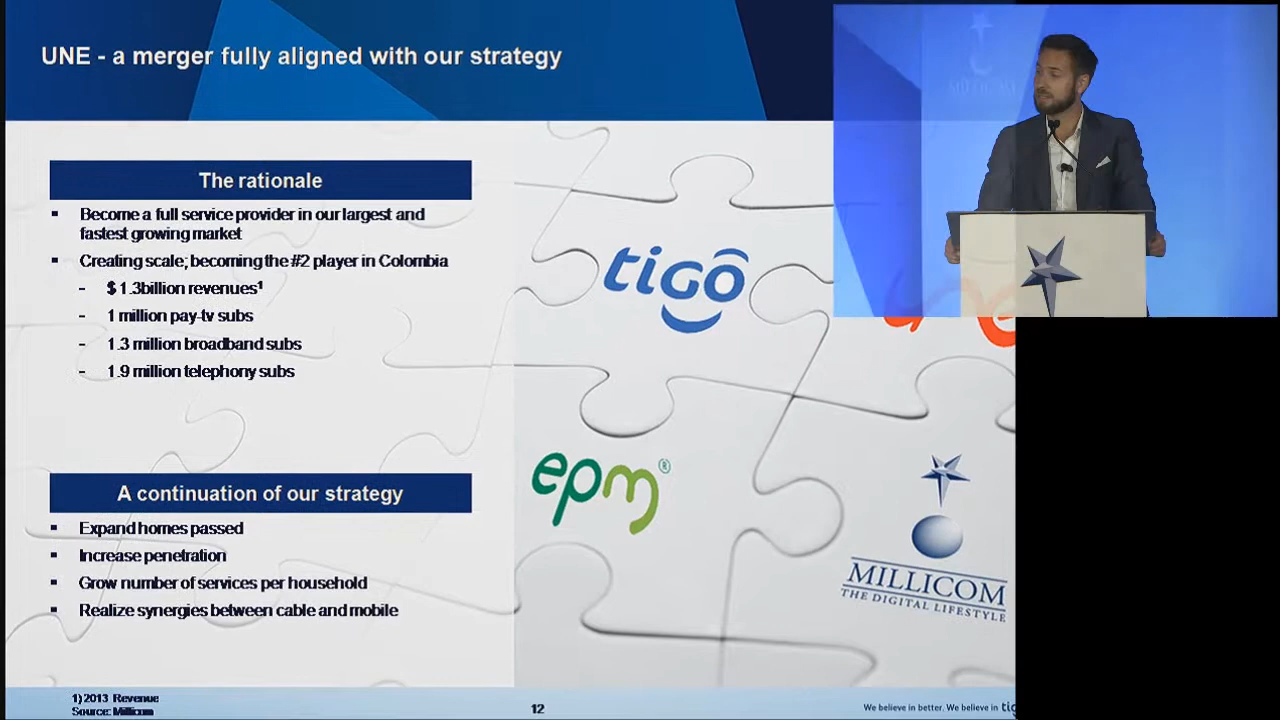 UNE - a merger fully aligned with our strategy
The rationale
▪ Become a full service provider in our largest and
fastest growing market
▪ Creating scale; becoming the #2 player in Colombia
- $ 1.3billion revenues¹
- 1 million pay-tv subs
- 1.3 million broadband subs
- 1.9 million telephony subs
A continuation of our strategy
▪ Expand homes passed
▪ Increase penetration
▪ Grow number of services per household
▪ Realize synergies between cable and mobile
tigô
epm®
MILLICOM
THE DIGITAL LIFESTYLE
1) 2013 Revenue
Source: Millicom
12
We believe in better. We believe in